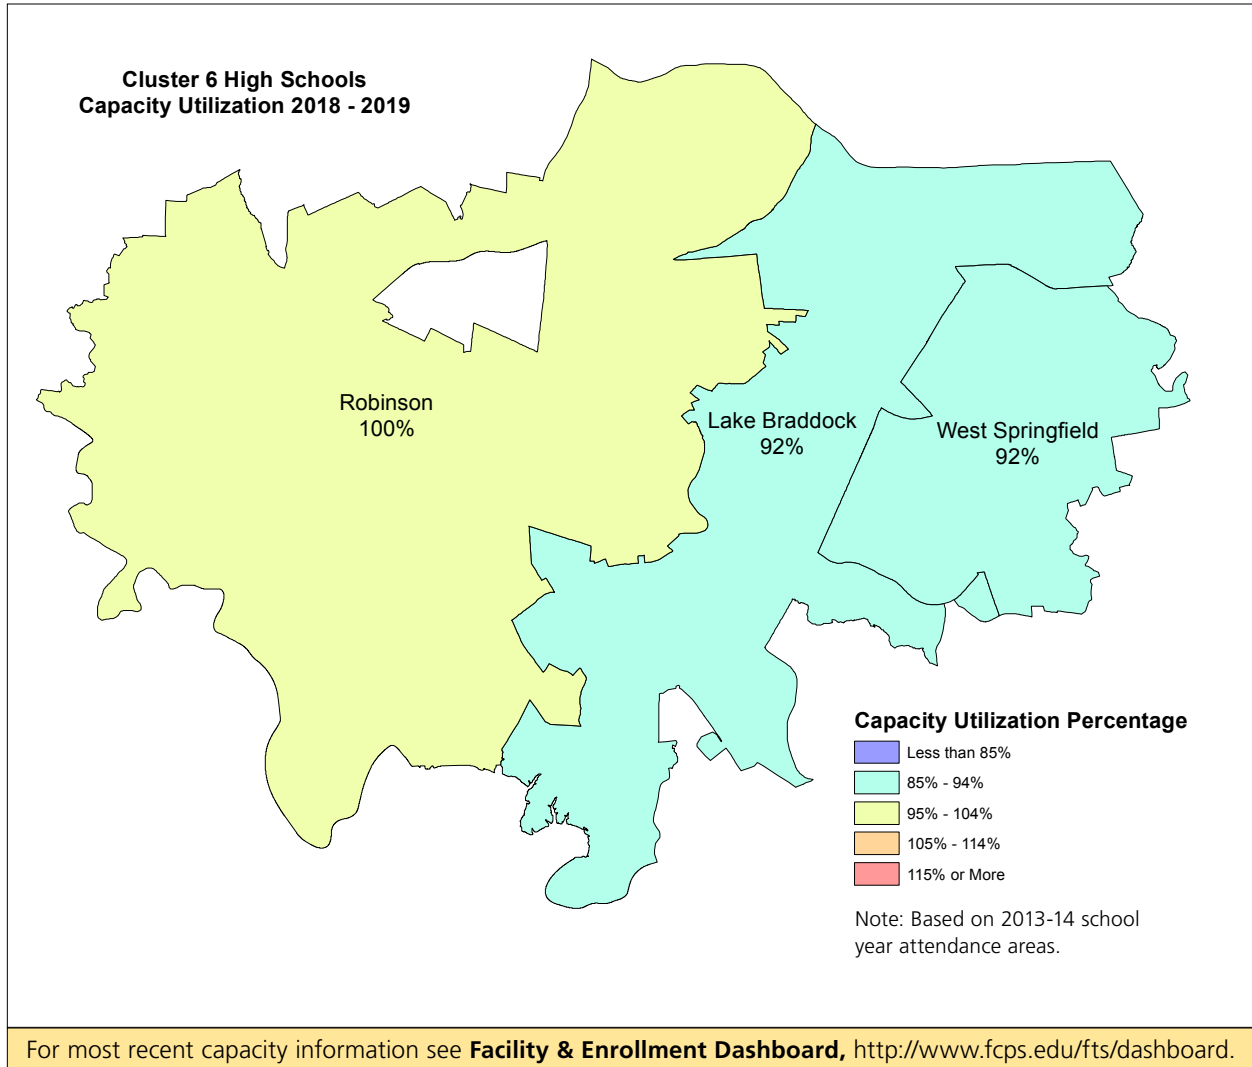 Cluster 6 High Schools
Capacity Utilization 2018 - 2019
Robinson
100%
Lake Braddock
92%
West Springfield
92%
Capacity Utilization Percentage
Less than 85%
85% - 94%
95% - 104%
105% - 114%
115% or More
Note: Based on 2013-14 school
year attendance areas.
For most recent capacity information see Facility & Enrollment Dashboard, http://www.fcps.edu/fts/dashboard.